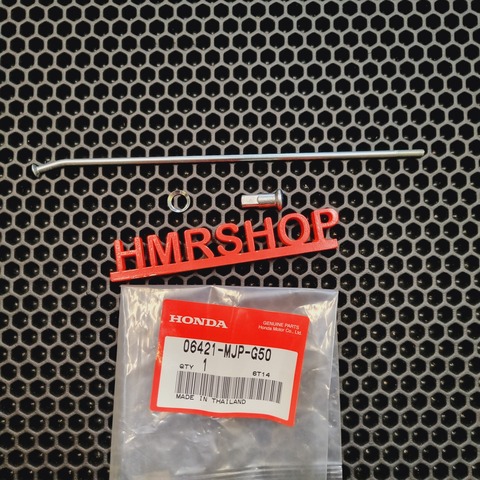 HMRSHOP
HONDA
GENUINE PARTS
Honda Motor Co., Ltd.
06421-MJP-G50
QTY 1
6T14
MADE IN THAILAND